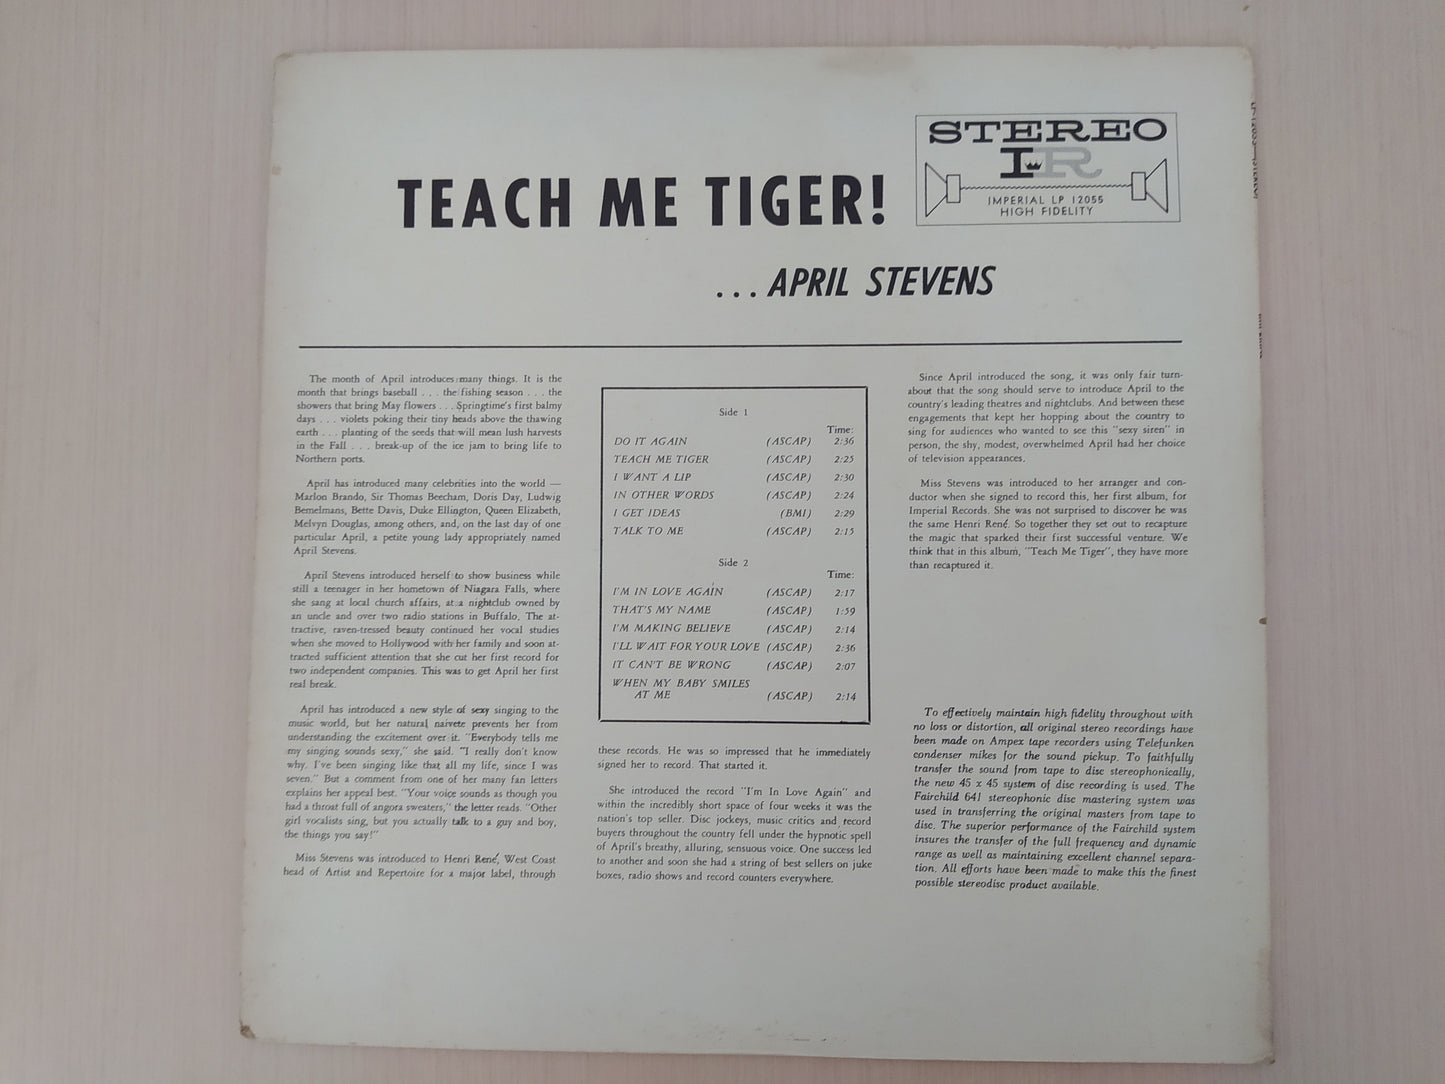 STEREO
IR
IMPERIAL LP 12055
HIGH FIDELITY
TEACH ME TIGER!
. . . APRIL STEVENS
The month of April introduces many things. It is the
month that brings baseball . . . the fishing season . . . the
showers that bring May flowers . . . Springtime's first balmy
days . . . violets poking their tiny heads above the thawing
earth . . . planting of the seeds that will mean lush harvests
in the Fall . . . break-up of the ice jam to bring life to
Northern ports.
April has introduced many celebrities into the world —
Marlon Brando, Sir Thomas Beecham, Doris Day, Ludwig
Bemelmans, Bette Davis, Duke Ellington, Queen Elizabeth,
Melvyn Douglas, among others, and, on the last day of one
particular April, a petite young lady appropriately named
April Stevens.
April Stevens introduced herself to show business while
still a teenager in her hometown of Niagara Falls, where
she sang at local church affairs, at a nightclub owned by
an uncle and over two radio stations in Buffalo. The at-
tractive, raven-tressed beauty continued her vocal studies
when she moved to Hollywood with her family and soon at-
tracted sufficient attention that she cut her first record for
two independent companies. This was to get April her first
real break.
April has introduced a new style of sexy singing to the
music world, but her natural naivete prevents her from
understanding the excitement over it. "Everybody tells me
my singing sounds sexy," she said. "I really don't know
why. I've been singing like that all my life, since I was
seven." But a comment from one of her many fan letters
explains her appeal best. "Your voice sounds as though you
had a throat full of angora sweaters," the letter reads. "Other
girl vocalists sing, but you actually talk to a guy and boy,
the things you say!"
Miss Stevens was introduced to Henri René, West Coast
head of Artist and Repertoire for a major label, through
Side 1
Time:
DO IT AGAIN (ASCAP) 2:36
TEACH ME TIGER (ASCAP) 2:25
I WANT A LIP (ASCAP) 2:30
IN OTHER WORDS (ASCAP) 2:24
I GET IDEAS (BMI) 2:29
TALK TO ME (ASCAP) 2:15
Side 2
Time:
I'M IN LOVE AGAIN (ASCAP) 2:17
THAT'S MY NAME (ASCAP) 1:59
I'M MAKING BELIEVE (ASCAP) 2:14
I'LL WAIT FOR YOUR LOVE (ASCAP) 2:36
IT CAN'T BE WRONG (ASCAP) 2:07
WHEN MY BABY SMILES
AT ME (ASCAP) 2:14
these records. He was so impressed that he immediately
signed her to record. That started it.
She introduced the record "I'm In Love Again" and
within the incredibly short space of four weeks it was the
nation's top seller. Disc jockeys, music critics and record
buyers throughout the country fell under the hypnotic spell
of April's breathy, alluring, sensuous voice. One success led
to another and soon she had a string of best sellers on juke
boxes, radio shows and record counters everywhere.
Since April introduced the song, it was only fair turn-
about that the song should serve to introduce April to the
country's leading theatres and nightclubs. And between these
engagements that kept her hopping about the country to
sing for audiences who wanted to see this "sexy siren" in
person, the shy, modest, overwhelmed April had her choice
of television appearances.
Miss Stevens was introduced to her arranger and con-
ductor when she signed to record this, her first album, for
Imperial Records. She was not surprised to discover he was
the same Henri René. So together they set out to recapture
the magic that sparked their first successful venture. We
think that in this album, "Teach Me Tiger", they have more
than recaptured it.
To effectively maintain high fidelity throughout with
no loss or distortion, all original stereo recordings have
been made on Ampex tape recorders using Telefunken
condenser mikes for the sound pickup. To faithfully
transfer the sound from tape to disc stereophonically,
the new 45 x 45 system of disc recording is used. The
Fairchild 641 stereophonic disc mastering system was
used in transferring the original masters from tape to
disc. The superior performance of the Fairchild system
insures the transfer of the full frequency and dynamic
range as well as maintaining excellent channel separa-
tion. All efforts have been made to make this the finest
possible stereodisc product available.